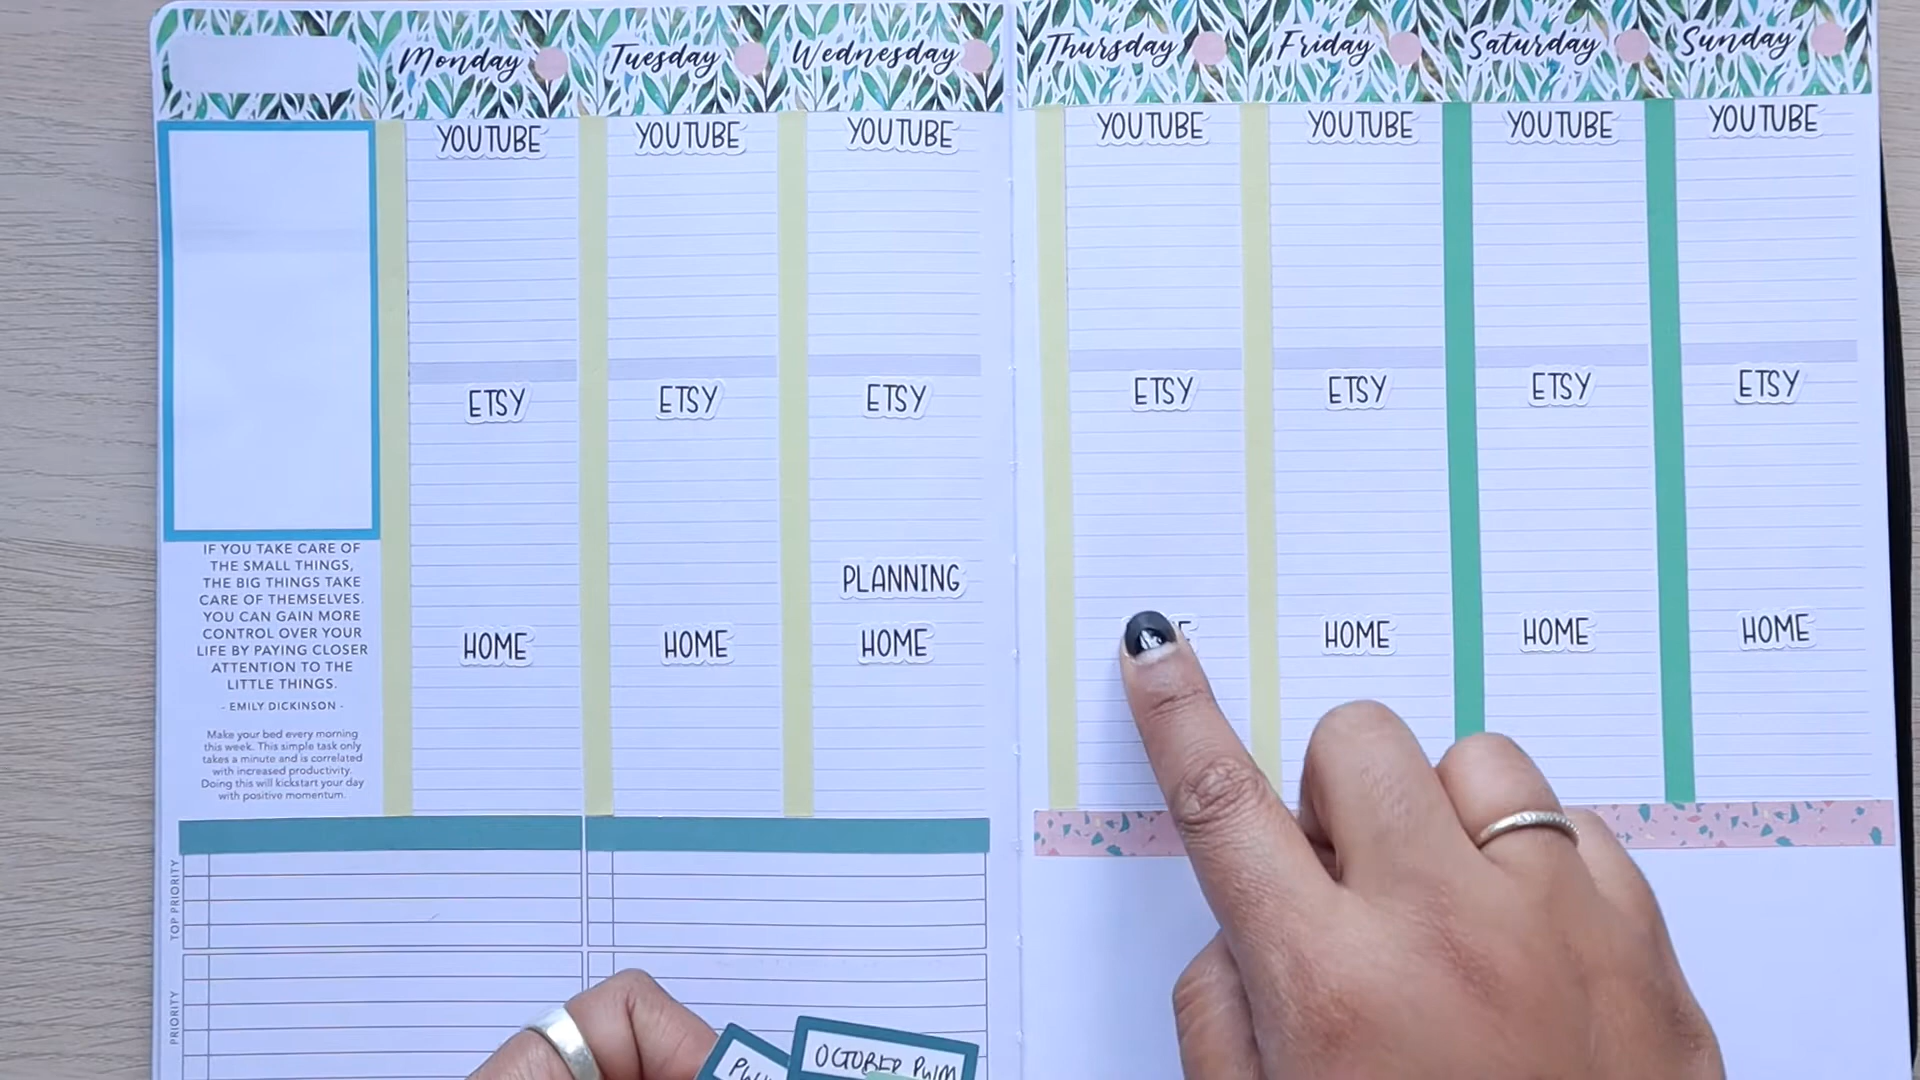 Monday Tuesday Wednesday Thursday Friday Saturday Sunday
YOUTUBE YOUTUBE YOUTUBE YOUTUBE YOUTUBE YOUTUBE YOUTUBE
ETSY ETSY ETSY ETSY ETSY ETSY ETSY
PLANNING
HOME HOME HOME HOME HOME HOME
IF YOU TAKE CARE OF
THE SMALL THINGS,
THE BIG THINGS TAKE
CARE OF THEMSELVES.
YOU CAN GAIN MORE
CONTROL OVER YOUR
LIFE BY PAYING CLOSER
ATTENTION TO THE
LITTLE THINGS.
- EMILY DICKINSON -
Make your bed every morning
this week. This simple task only
takes a minute and is correlated
with increased productivity.
Doing this will kickstart your day
with positive momentum.
TOP PRIORITY
PRIORITY
OCTOBER PWM